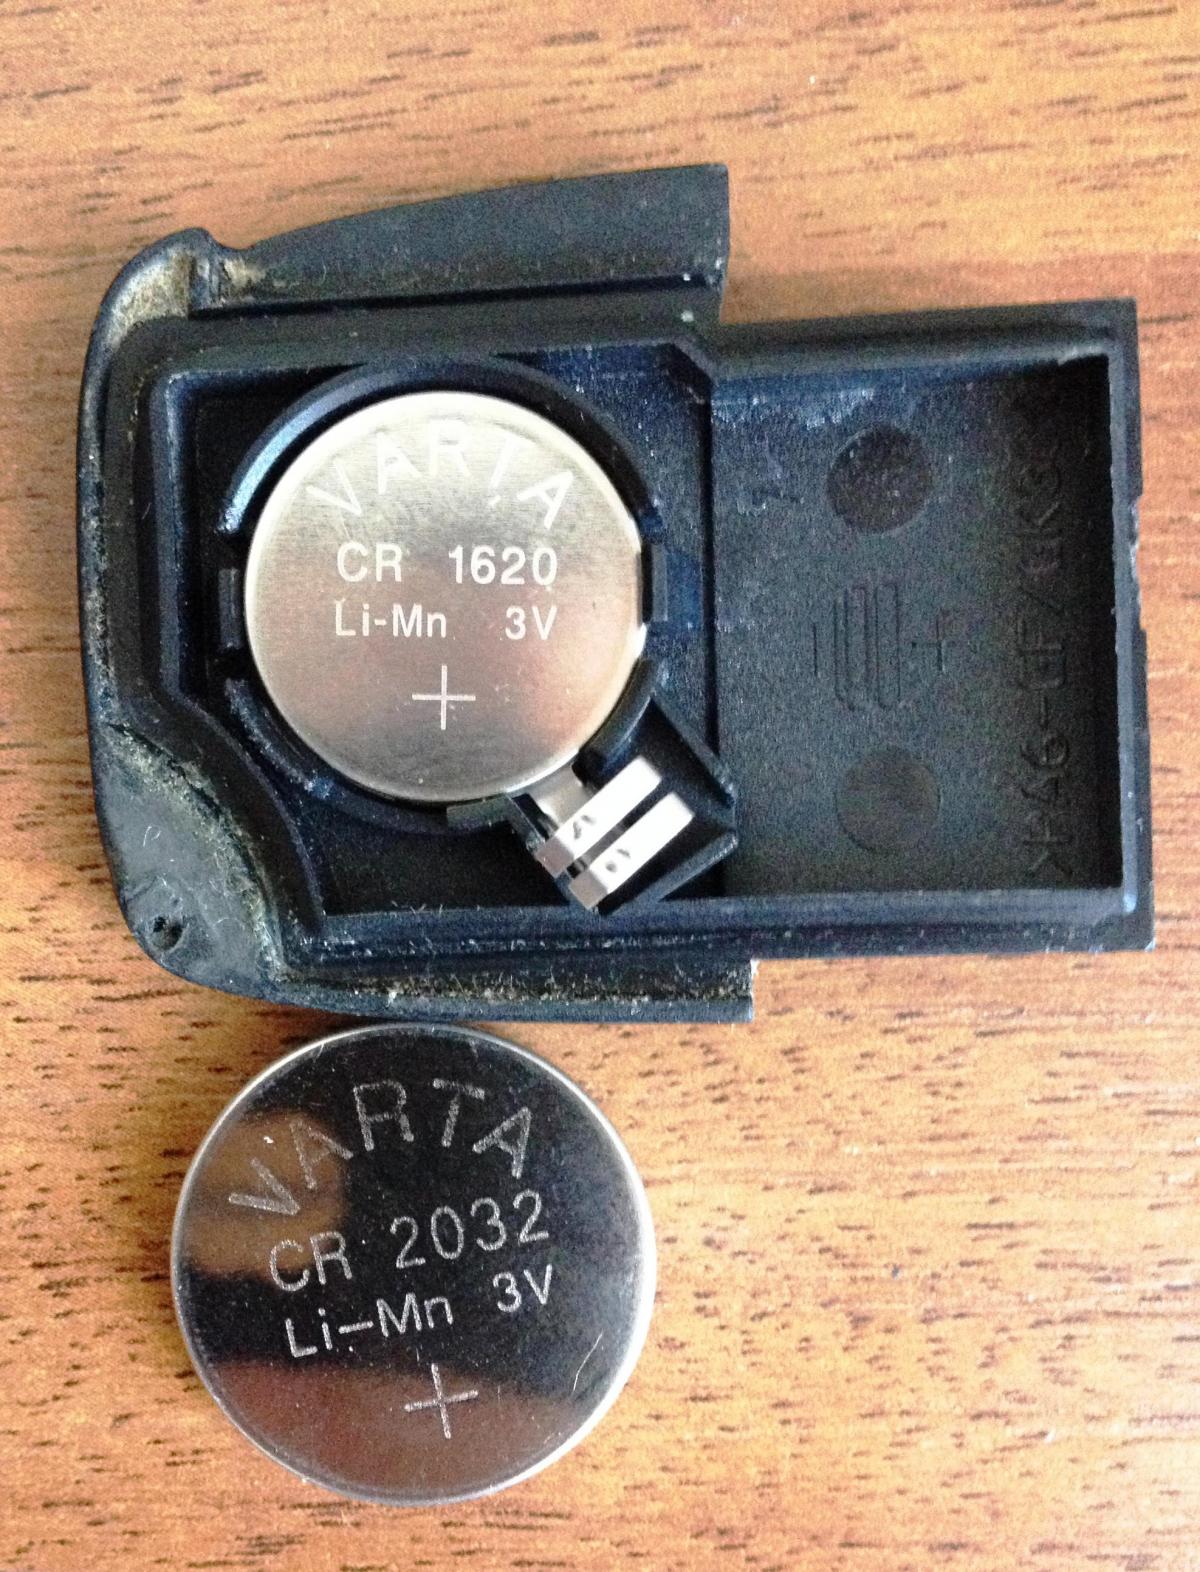 VARTA
CR 1620
Li-Mn 3V
+
- +
VARTA
CR 2032
Li-Mn 3V
+